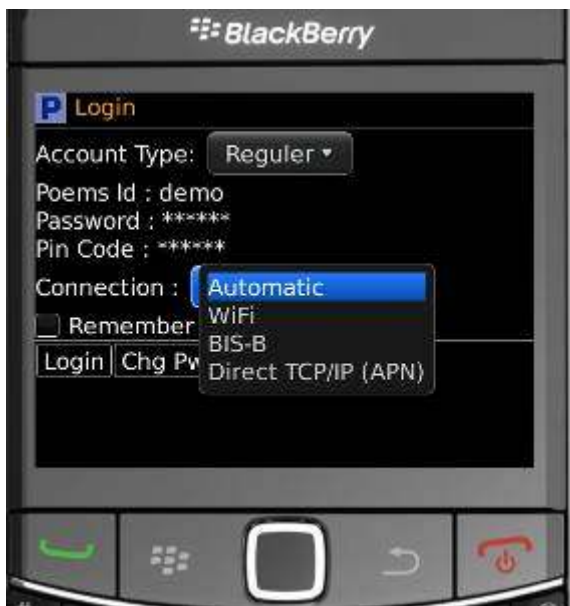 BlackBerry
P Login
Account Type: Reguler
Poems Id : demo
Password : ******
Pin Code : ******
Connection : Automatic
WiFi
Remember
BIS-B
Login Chg Pw
Direct TCP/IP (APN)